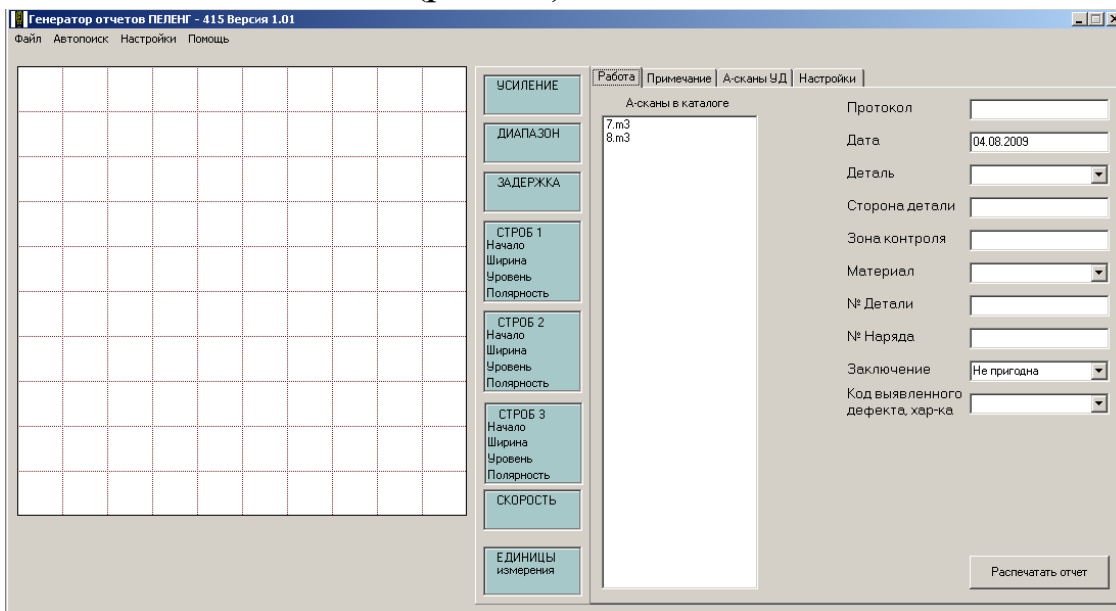 Генератор отчетов ПЕЛЕНГ - 415 Версия 1.01
Файл Автопоиск Настройки Помощь
УСИЛЕНИЕ
ДИАПАЗОН
ЗАДЕРЖКА
СТРОБ 1
Начало
Ширина
Уровень
Полярность
СТРОБ 2
Начало
Ширина
Уровень
Полярность
СТРОБ 3
Начало
Ширина
Уровень
Полярность
СКОРОСТЬ
ЕДИНИЦЫ
измерения
Работа Примечание А-сканы УД Настройки
А-сканы в каталоге
7.m3
8.m3
Протокол
Дата 04.08.2009
Деталь
Сторона детали
Зона контроля
Материал
№ Детали
№ Наряда
Заключение Не пригодна
Код выявленного
дефекта, хар-ка
Распечатать отчет